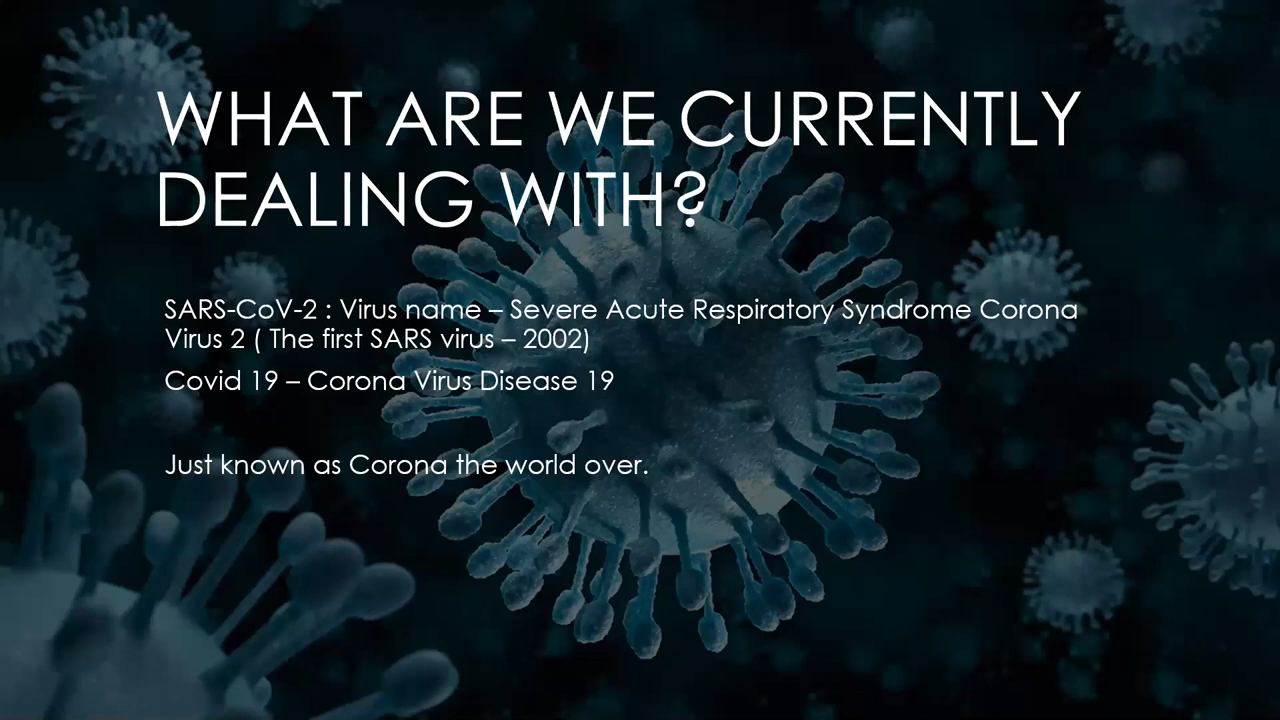 WHAT ARE WE CURRENTLY
DEALING WITH?
SARS-CoV-2 : Virus name – Severe Acute Respiratory Syndrome Corona
Virus 2 ( The first SARS virus – 2002)
Covid 19 – Corona Virus Disease 19
Just known as Corona the world over.